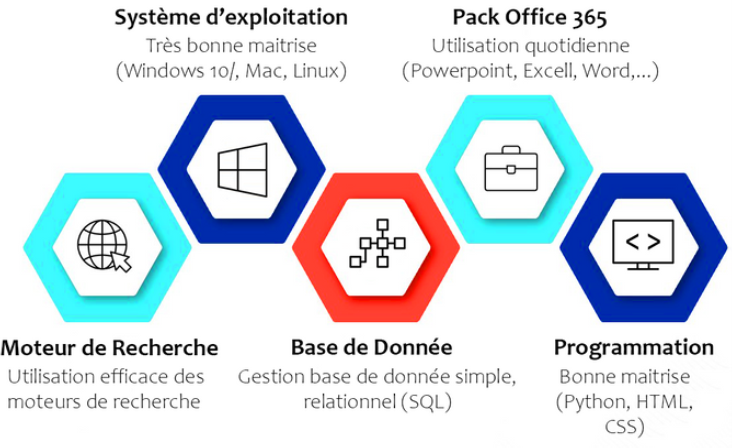 Système d'exploitation
Très bonne maitrise
(Windows 10/, Mac, Linux)
Pack Office 365
Utilisation quotidienne
(Powerpoint, Excell, Word,...)
< >
Moteur de Recherche
Utilisation efficace des
moteurs de recherche
Base de Donnée
Gestion base de donnée simple,
relationnel (SQL)
Programmation
Bonne maitrise
(Python, HTML,
CSS)